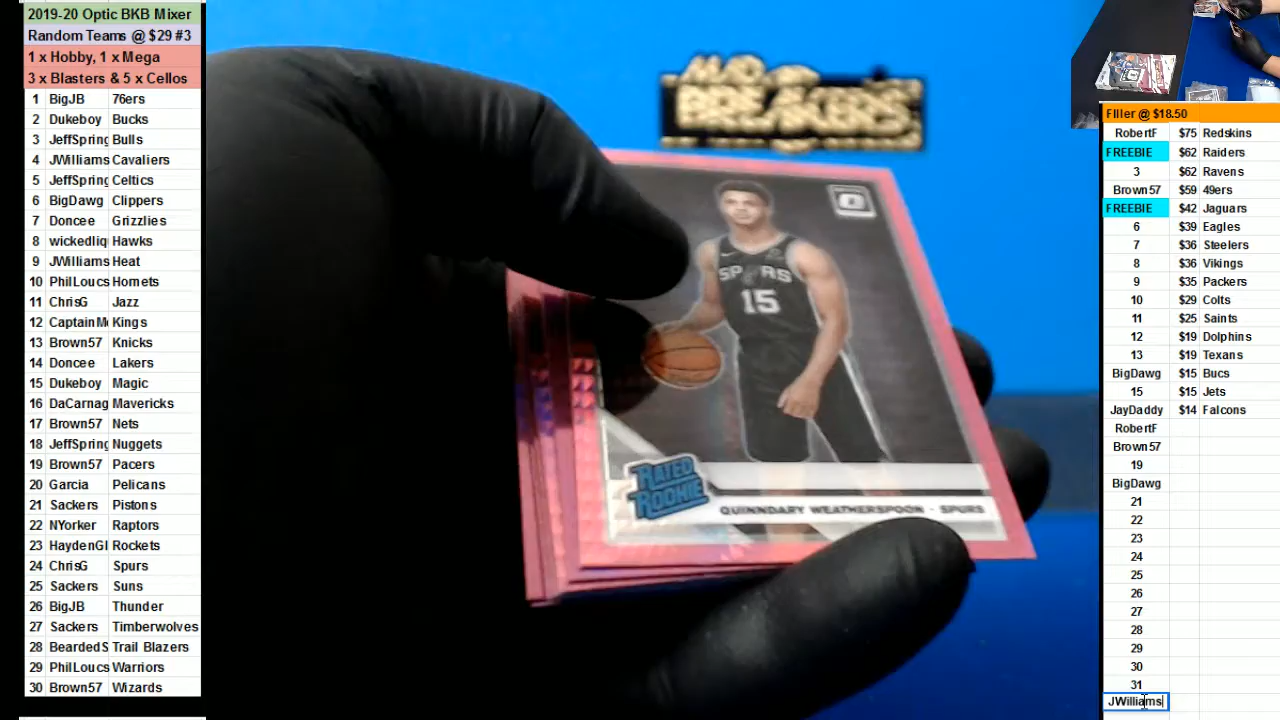 2019-20 Optic BKB Mixer
Random Teams @ $29 #3
1 x Hobby, 1 x Mega
3 x Blasters & 5 x Cellos
1 BigJB 76ers
2 Dukeboy Bucks
3 JeffSpring Bulls
4 JWilliams Cavaliers
5 JeffSpring Celtics
6 BigDawg Clippers
7 Doncee Grizzlies
8 wickedliq Hawks
9 JWilliams Heat
10 PhilLoucs Hornets
11 ChrisG Jazz
12 CaptainM Kings
13 Brown57 Knicks
14 Doncee Lakers
15 Dukeboy Magic
16 DaCarnag Mavericks
17 Brown57 Nets
18 JeffSpring Nuggets
19 Brown57 Pacers
20 Garcia Pelicans
21 Sackers Pistons
22 NYorker Raptors
23 HaydenGl Rockets
24 ChrisG Spurs
25 Sackers Suns
26 BigJB Thunder
27 Sackers Timberwolves
28 BeardedS Trail Blazers
29 PhilLoucs Warriors
30 Brown57 Wizards
BREAKERS
SPURS
15
RATED
ROOKIE
QUINNDARY WEATHERSPOON - SPURS
Filler @ $18.50
RobertF $75 Redskins
FREEBIE $62 Raiders
3 $62 Ravens
Brown57 $59 49ers
FREEBIE $42 Jaguars
6 $39 Eagles
7 $36 Steelers
8 $36 Vikings
9 $35 Packers
10 $29 Colts
11 $25 Saints
12 $19 Dolphins
13 $19 Texans
BigDawg $15 Bucs
15 $15 Jets
JayDaddy $14 Falcons
RobertF
Brown57
19
BigDawg
21
22
23
24
25
26
27
28
29
30
31
JWilliams